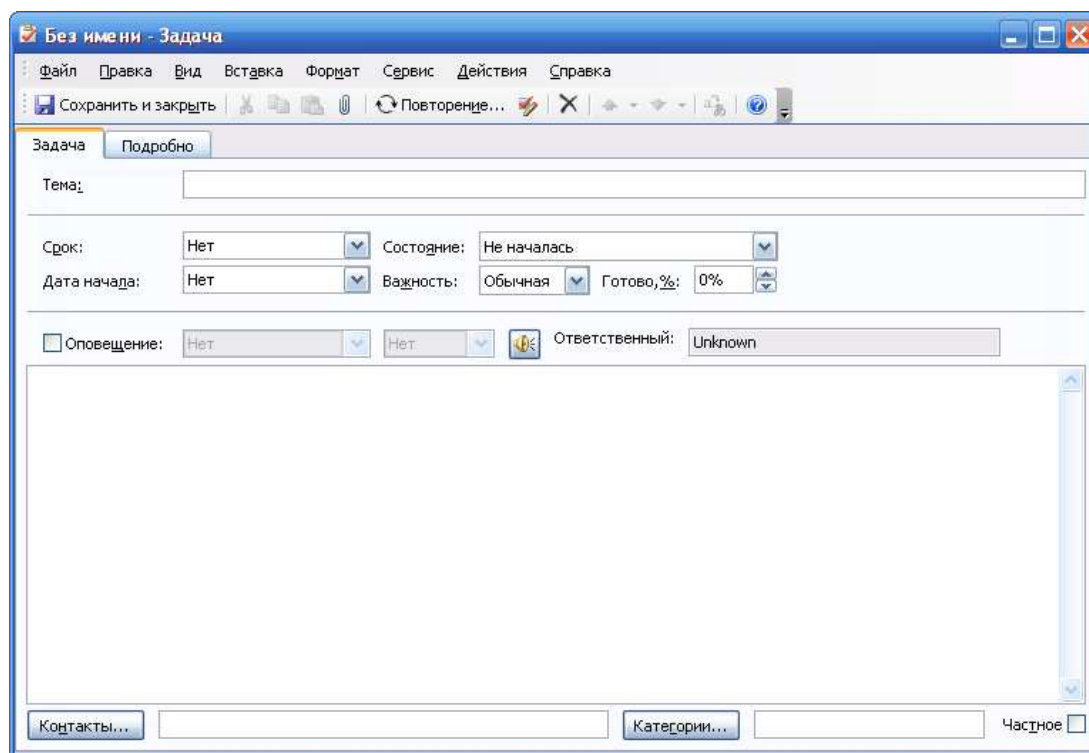 Без имени - Задача
Файл Правка Вид Вставка Формат Сервис Действия Справка
Сохранить и закрыть Повторение...
Задача Подробно
Тема:
Срок: Нет Состояние: Не началась
Дата начала: Нет Важность: Обычная Готово,%: 0%
Оповещение: Нет Нет Ответственный: Unknown
Контакты... Категории... Частное